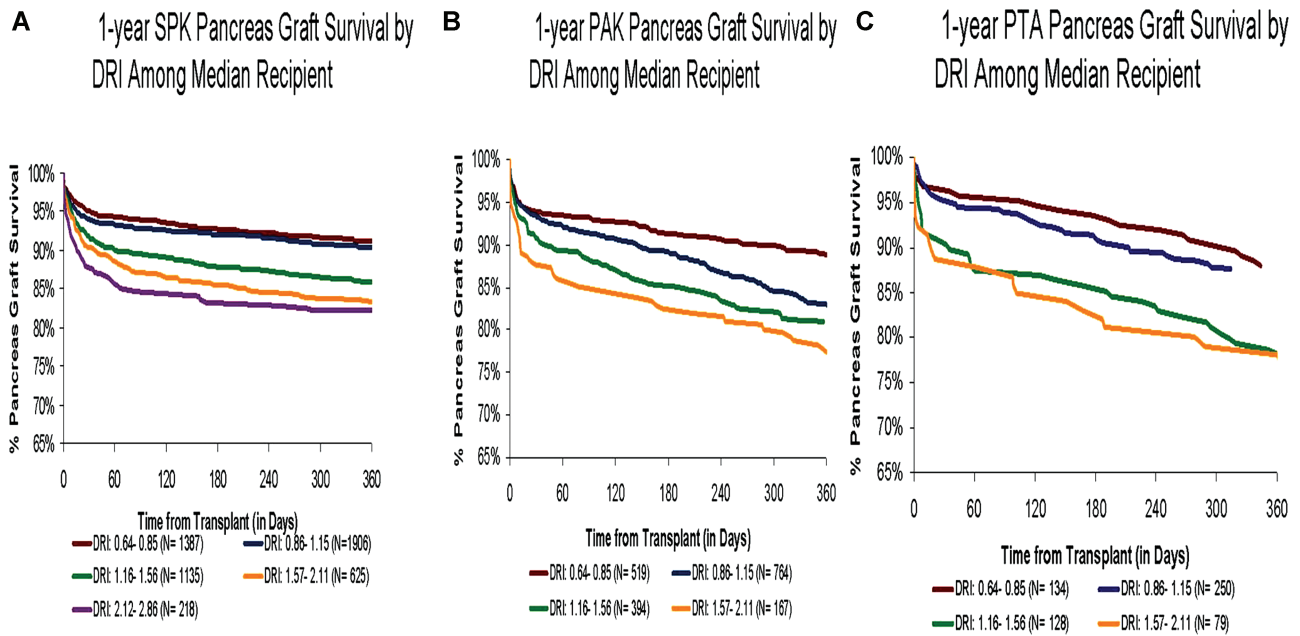 A
1-year SPK Pancreas Graft Survival by
DRI Among Median Recipient
% Pancreas Graft Survival
100%
95%
90%
85%
80%
75%
70%
65%
0 60 120 180 240 300 360
Time from Transplant (in Days)
DRI: 0.64- 0.85 (N= 1387) DRI: 0.86- 1.15 (N=1906)
DRI: 1.16- 1.56 (N= 1135) DRI: 1.57- 2.11 (N= 625)
DRI: 2.12- 2.86 (N= 218)
B
1-year PAK Pancreas Graft Survival by
DRI Among Median Recipient
% Pancreas Graft Survival
100%
95%
90%
85%
80%
75%
70%
65%
0 60 120 180 240 300 360
Time from Transplant (in Days)
DRI: 0.64- 0.85 (N= 519) DRI: 0.86- 1.15 (N= 764)
DRI: 1.16- 1.56 (N= 394) DRI: 1.57- 2.11 (N= 167)
C
1-year PTA Pancreas Graft Survival by
DRI Among Median Recipient
% Pancreas Graft Survival
100%
95%
90%
85%
80%
75%
70%
65%
0 60 120 180 240 300 360
Time from Transplant (in Days)
DRI: 0.64- 0.85 (N= 134) DRI: 0.86- 1.15 (N= 250)
DRI: 1.16- 1.56 (N= 128) DRI: 1.57- 2.11 (N= 79)